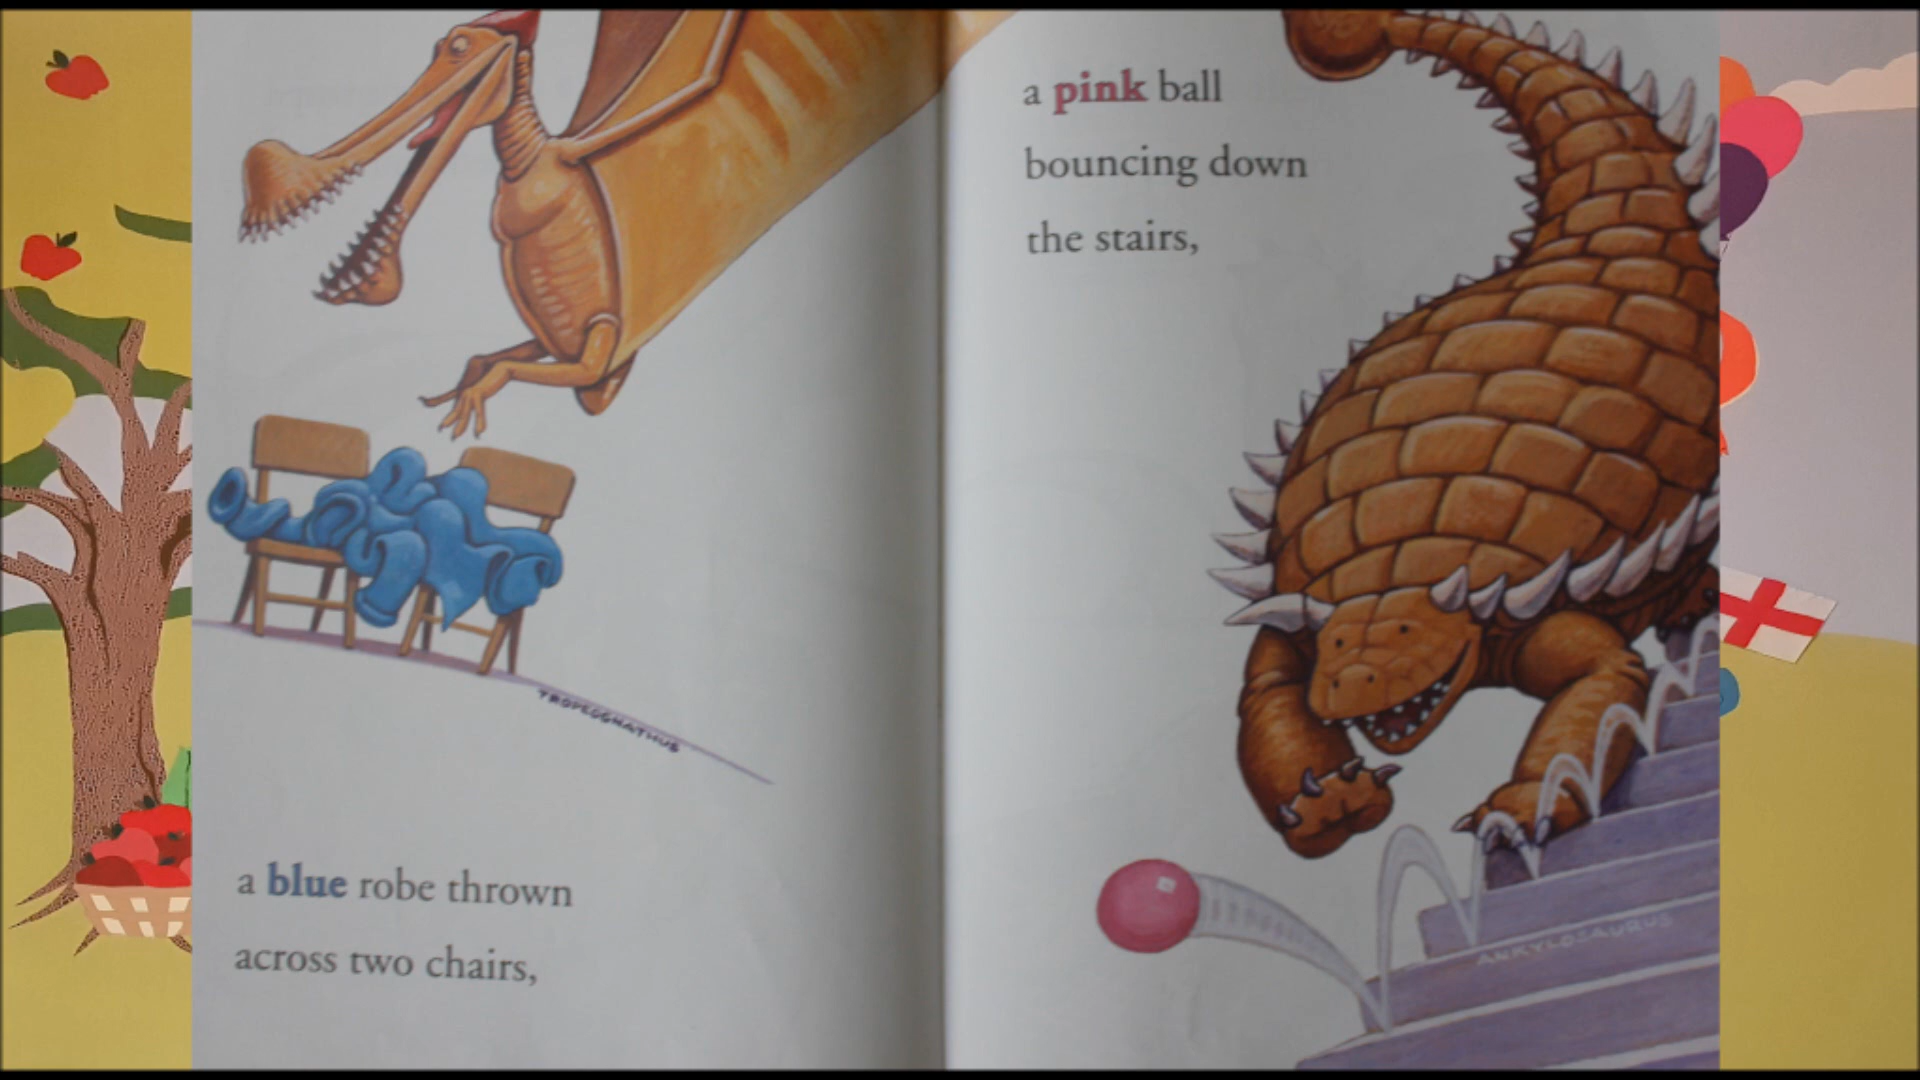 TROPEOGNATHUS
a blue robe thrown
across two chairs,
a pink ball
bouncing down
the stairs,
ANKYLOSAURUS